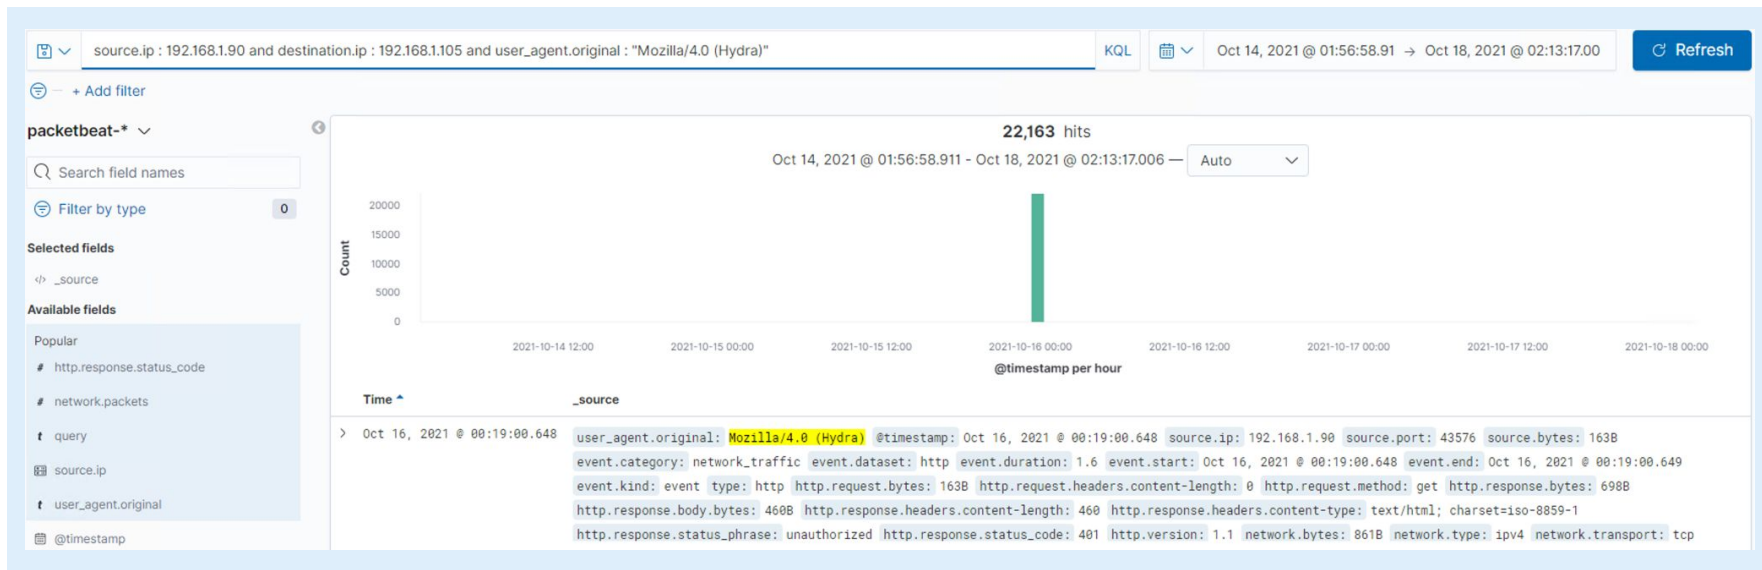 source.ip : 192.168.1.90 and destination.ip : 192.168.1.105 and user_agent.original : "Mozilla/4.0 (Hydra)"
KQL
Oct 14, 2021 @ 01:56:58.91 → Oct 18, 2021 @ 02:13:17.00
Refresh
+ Add filter
packetbeat-*
Search field names
Filter by type 0
Selected fields
</> _source
Available fields
Popular
# http.response.status_code
# network.packets
t query
source.ip
t user_agent.original
@timestamp
22,163 hits
Oct 14, 2021 @ 01:56:58.911 - Oct 18, 2021 @ 02:13:17.006 — Auto
Count
20000
15000
10000
5000
0
2021-10-14 12:00 2021-10-15 00:00 2021-10-15 12:00 2021-10-16 00:00 2021-10-16 12:00 2021-10-17 00:00 2021-10-17 12:00 2021-10-18 00:00
@timestamp per hour
Time _source
Oct 16, 2021 @ 00:19:00.648 user_agent.original: Mozilla/4.0 (Hydra) @timestamp: Oct 16, 2021 @ 00:19:00.648 source.ip: 192.168.1.90 source.port: 43576 source.bytes: 163B
event.category: network_traffic event.dataset: http event.duration: 1.6 event.start: Oct 16, 2021 @ 00:19:00.648 event.end: Oct 16, 2021 @ 00:19:00.649
event.kind: event type: http http.request.bytes: 163B http.request.headers.content-length: 0 http.request.method: get http.response.bytes: 698B
http.response.body.bytes: 460B http.response.headers.content-length: 460 http.response.headers.content-type: text/html; charset=iso-8859-1
http.response.status_phrase: unauthorized http.response.status_code: 401 http.version: 1.1 network.bytes: 861B network.type: ipv4 network.transport: tcp